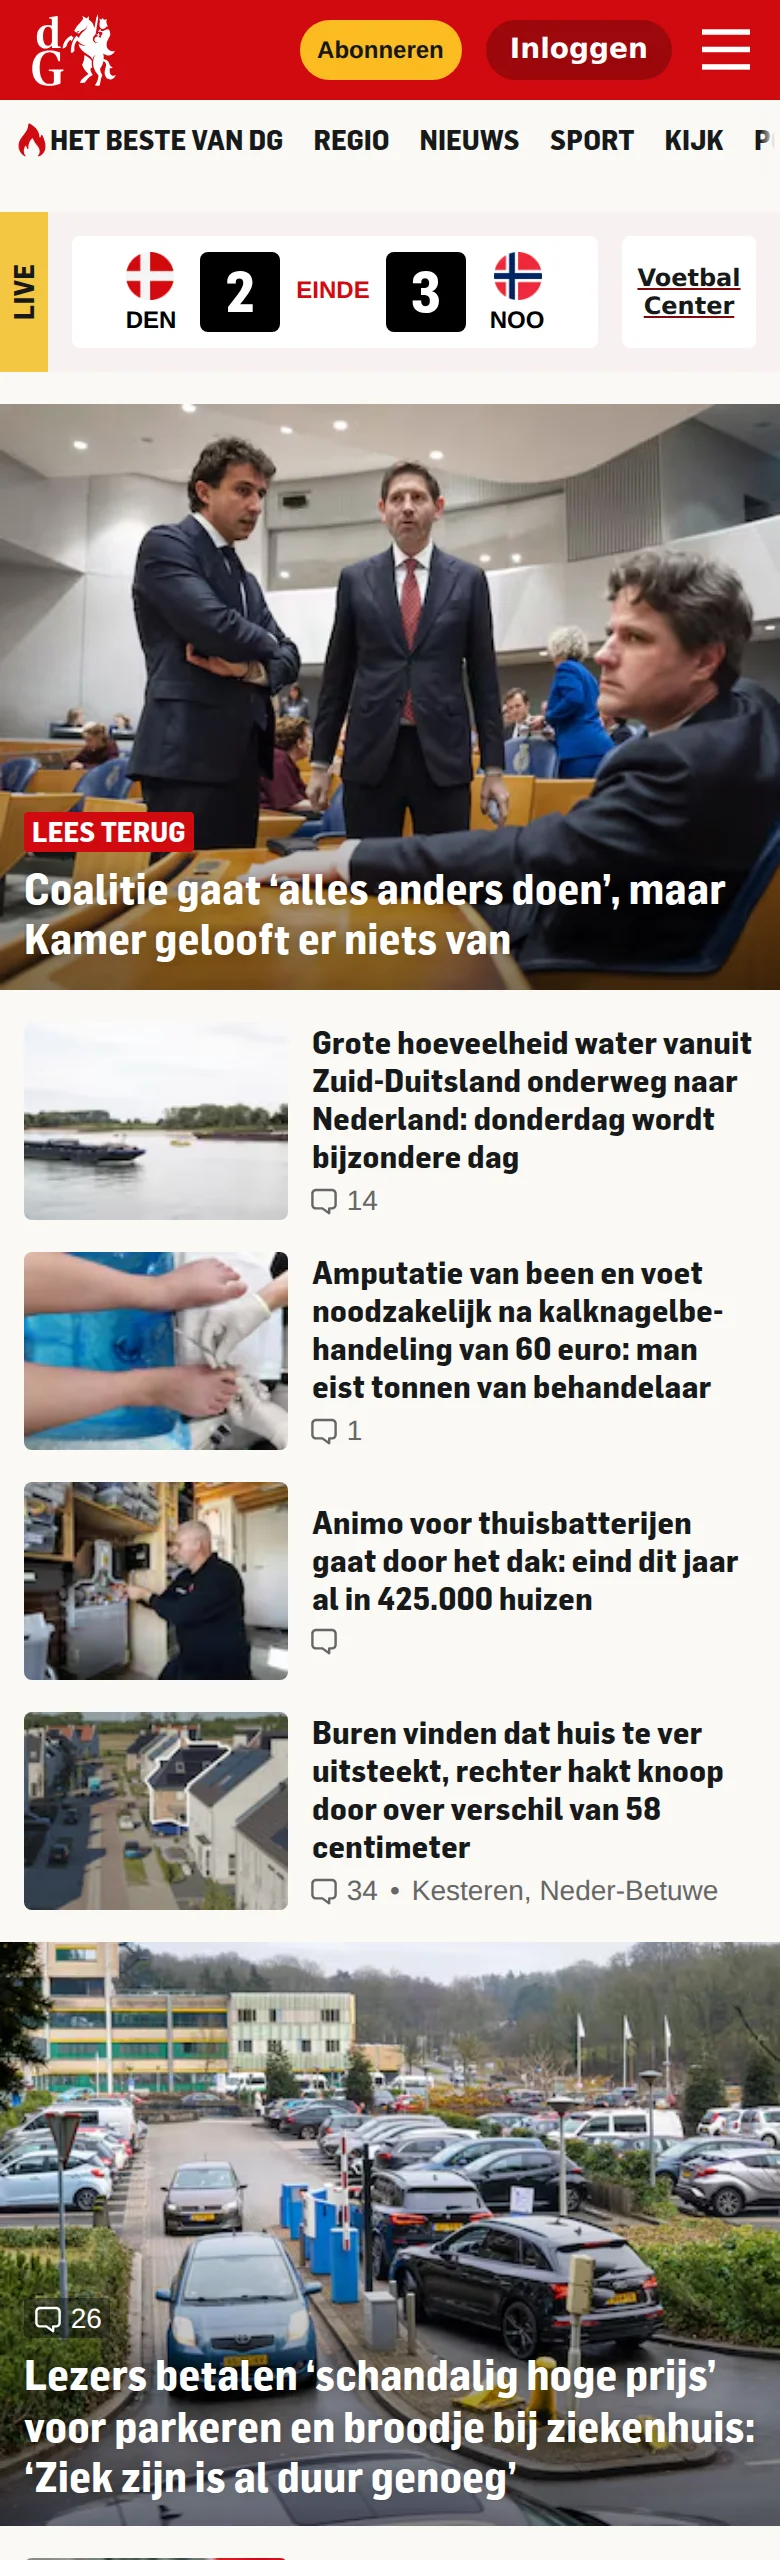 d
G
Abonneren
Inloggen
HET BESTE VAN DG
REGIO
NIEUWS
SPORT
KIJK
LIVE
DEN
2
EINDE
3
NOO
Voetbal
Center
LEES TERUG
Coalitie gaat ‘alles anders doen’, maar
Kamer gelooft er niets van
Grote hoeveelheid water vanuit
Zuid-Duitsland onderweg naar
Nederland: donderdag wordt
bijzondere dag
14
Amputatie van been en voet
noodzakelijk na kalknagelbe-
handeling van 60 euro: man
eist tonnen van behandelaar
1
Animo voor thuisbatterijen
gaat door het dak: eind dit jaar
al in 425.000 huizen
Buren vinden dat huis te ver
uitsteekt, rechter hakt knoop
door over verschil van 58
centimeter
34 • Kesteren, Neder-Betuwe
26
Lezers betalen ‘schandalig hoge prijs’
voor parkeren en broodje bij ziekenhuis:
‘Ziek zijn is al duur genoeg’